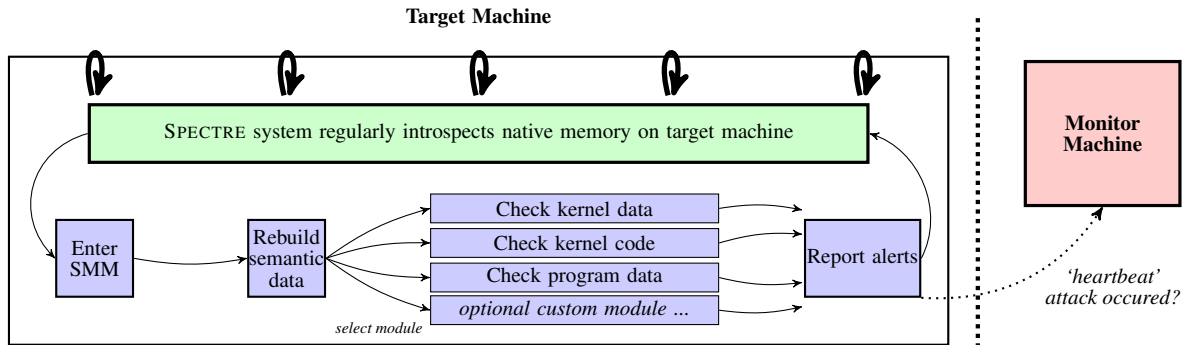 Target Machine
SPECTRE system regularly introspects native memory on target machine
Monitor
Machine
Enter
SMM
Rebuild
semantic
data
select module
Check kernel data
Check kernel code
Check program data
optional custom module ...
Report alerts
‘heartbeat’
attack occured?